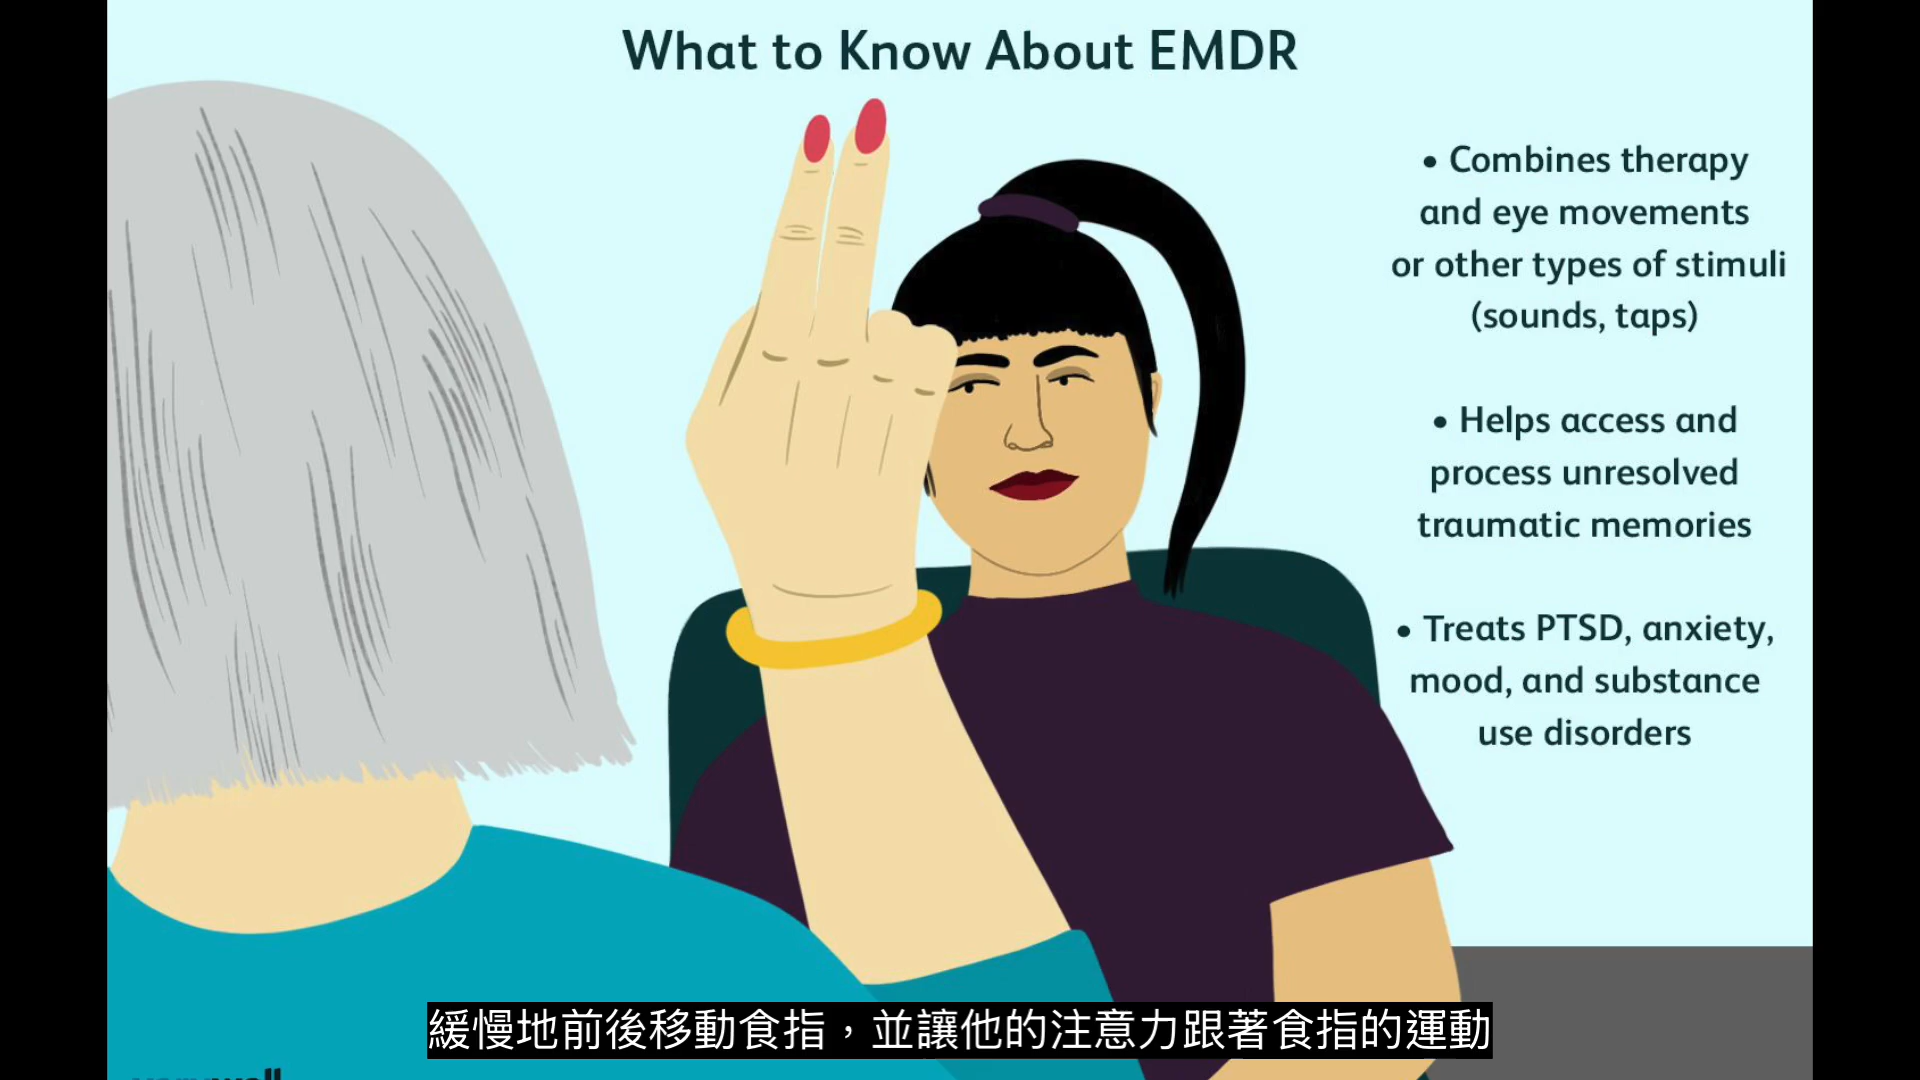 What to Know About EMDR
• Combines therapy
and eye movements
or other types of stimuli
(sounds, taps)
• Helps access and
process unresolved
traumatic memories
• Treats PTSD, anxiety,
mood, and substance
use disorders
緩慢地前後移動食指，並讓他的注意力跟著食指的運動